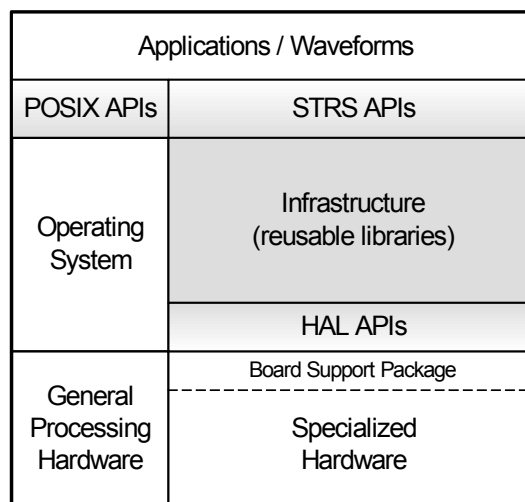 Applications / Waveforms
POSIX APIs
STRS APIs
Operating
System
Infrastructure
(reusable libraries)
HAL APIs
General
Processing
Hardware
Board Support Package
Specialized
Hardware